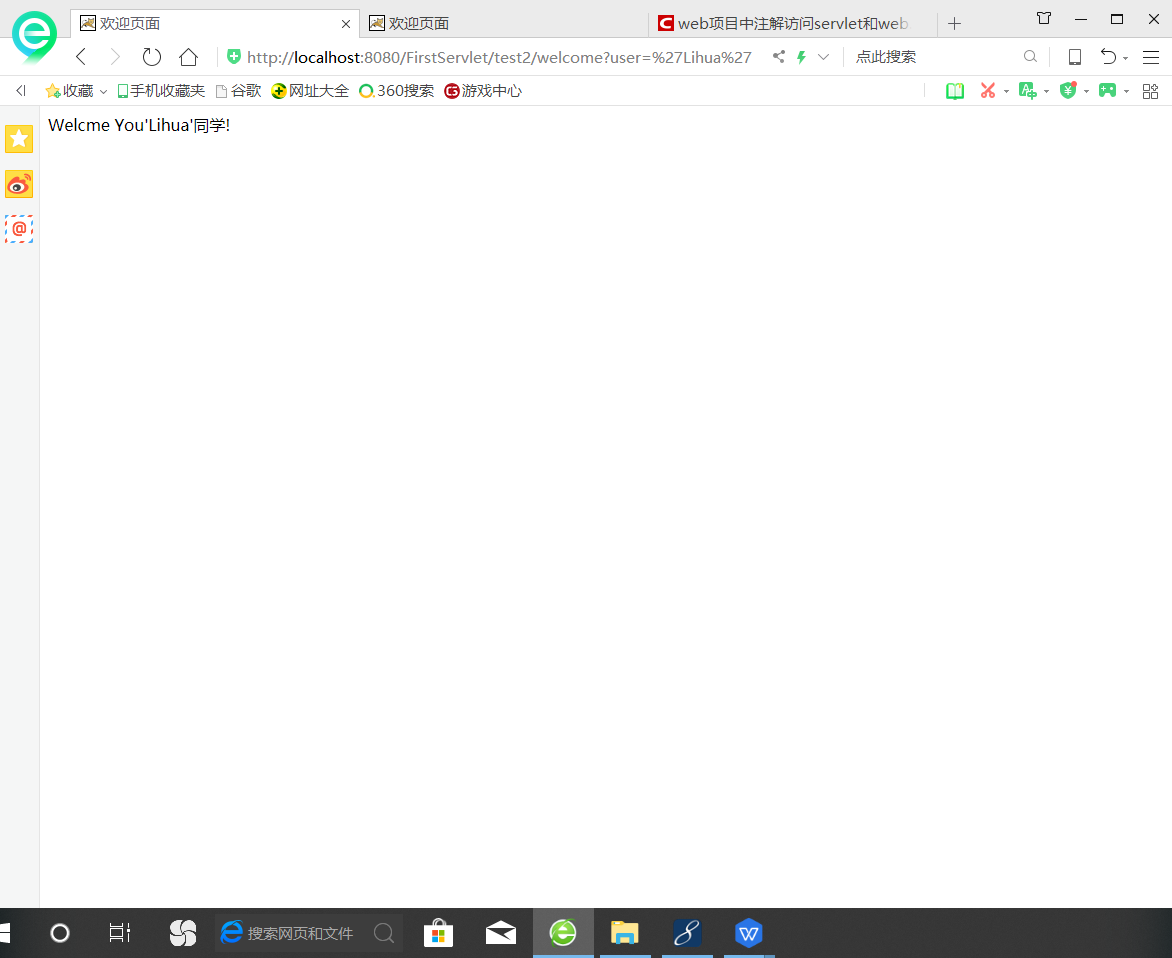 欢迎页面
欢迎页面
web项目中注解访问servlet和web
http://localhost:8080/FirstServlet/test2/welcome?user=%27Lihua%27
点此搜索
收藏 手机收藏夹 谷歌 网址大全 360搜索 游戏中心
Welcme You'Lihua'同学!
@
搜索网页和文件